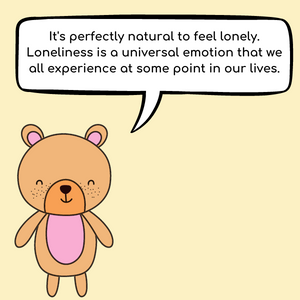 It's perfectly natural to feel lonely.
Loneliness is a universal emotion that we
all experience at some point in our lives.